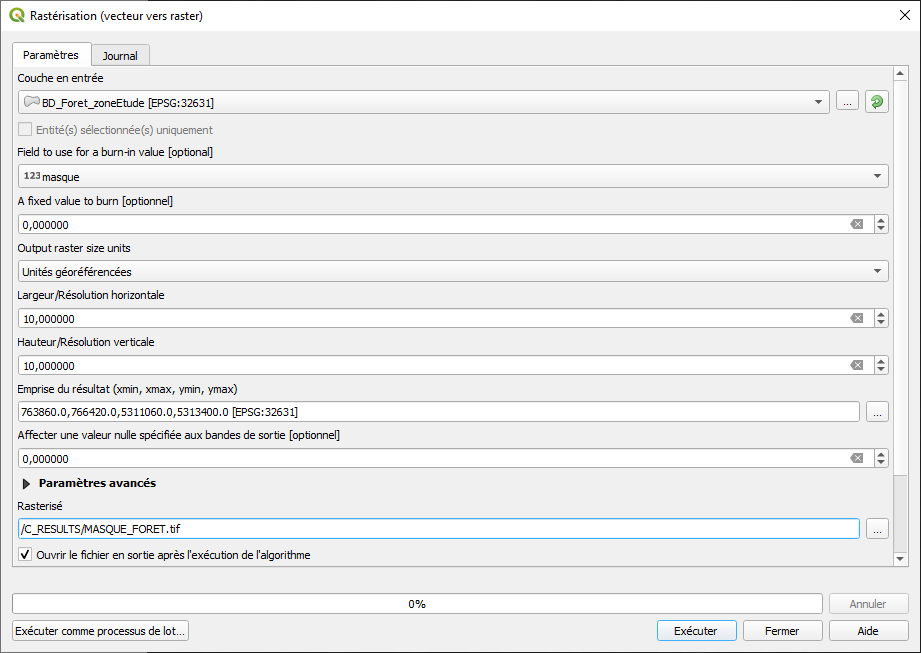 Rastérisation (vecteur vers raster)
Paramètres
Journal
Couche en entrée
BD_Foret_zoneEtude [EPSG:32631]
...
Entité(s) sélectionnée(s) uniquement
Field to use for a burn-in value [optional]
123 masque
A fixed value to burn [optionnel]
0,000000
Output raster size units
Unités géoréférencées
Largeur/Résolution horizontale
10,000000
Hauteur/Résolution verticale
10,000000
Emprise du résultat (xmin, xmax, ymin, ymax)
763860.0,766420.0,5311060.0,5313400.0 [EPSG:32631]
...
Affecter une valeur nulle spécifiée aux bandes de sortie [optionnel]
0,000000
Paramètres avancés
Rasterisé
/C_RESULTS/MASQUE_FORET.tif
...
Ouvrir le fichier en sortie après l'exécution de l'algorithme
0%
Annuler
Exécuter comme processus de lot...
Exécuter
Fermer
Aide